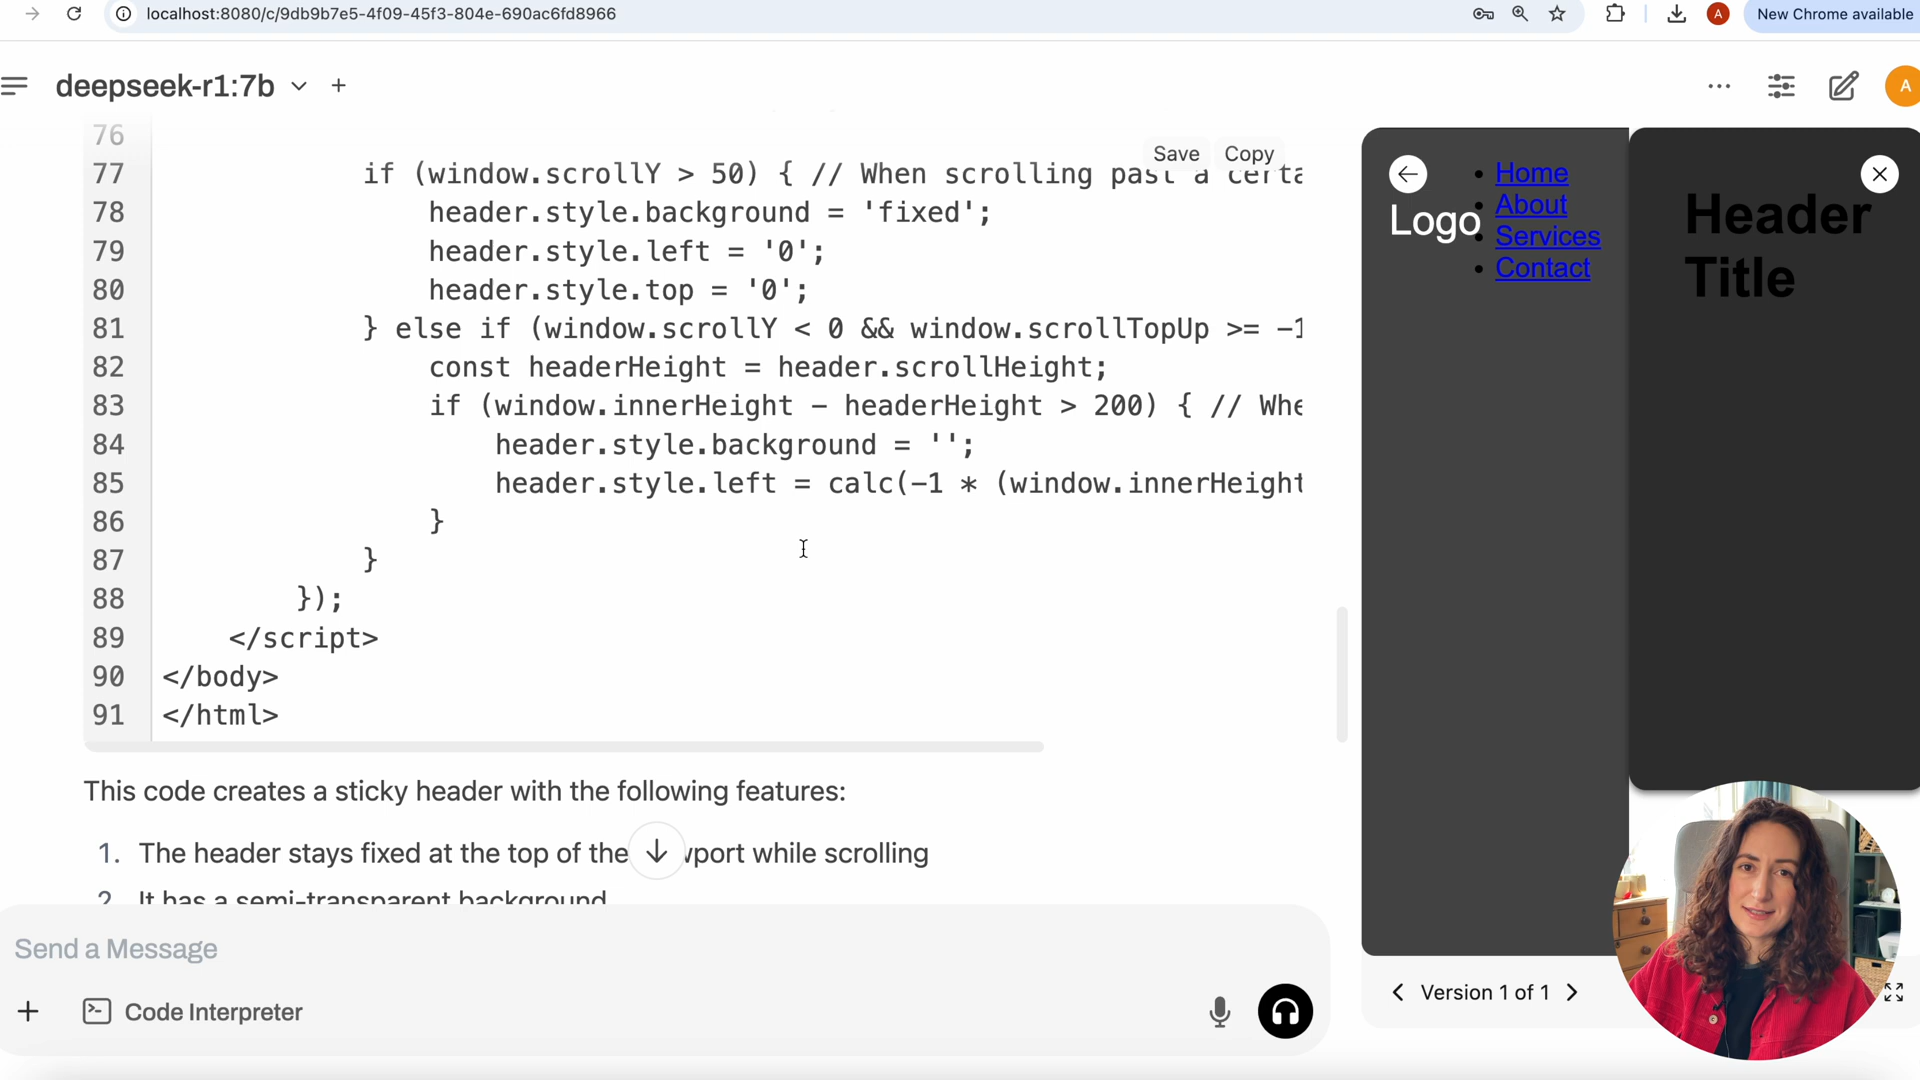 localhost:8080/c/9db9b7e5-4f09-45f3-804e-690ac6fd8966
A
New Chrome available
deepseek-r1:7b
A
Save Copy
76
77 if (window.scrollY > 50) { // When scrolling past a certa
78 header.style.background = 'fixed';
79 header.style.left = '0';
80 header.style.top = '0';
81 } else if (window.scrollY < 0 && window.scrollTopUp >= -1
82 const headerHeight = header.scrollHeight;
83 if (window.innerHeight - headerHeight > 200) { // Whe
84 header.style.background = '';
85 header.style.left = calc(-1 * (window.innerHeight
86 }
87 }
88 });
89 </script>
90 </body>
91 </html>
This code creates a sticky header with the following features:
1. The header stays fixed at the top of the wport while scrolling
2. It has a semi-transparent background
Send a Message
Code Interpreter
Logo
• Home
• About
• Services
• Contact
Header
Title
Version 1 of 1